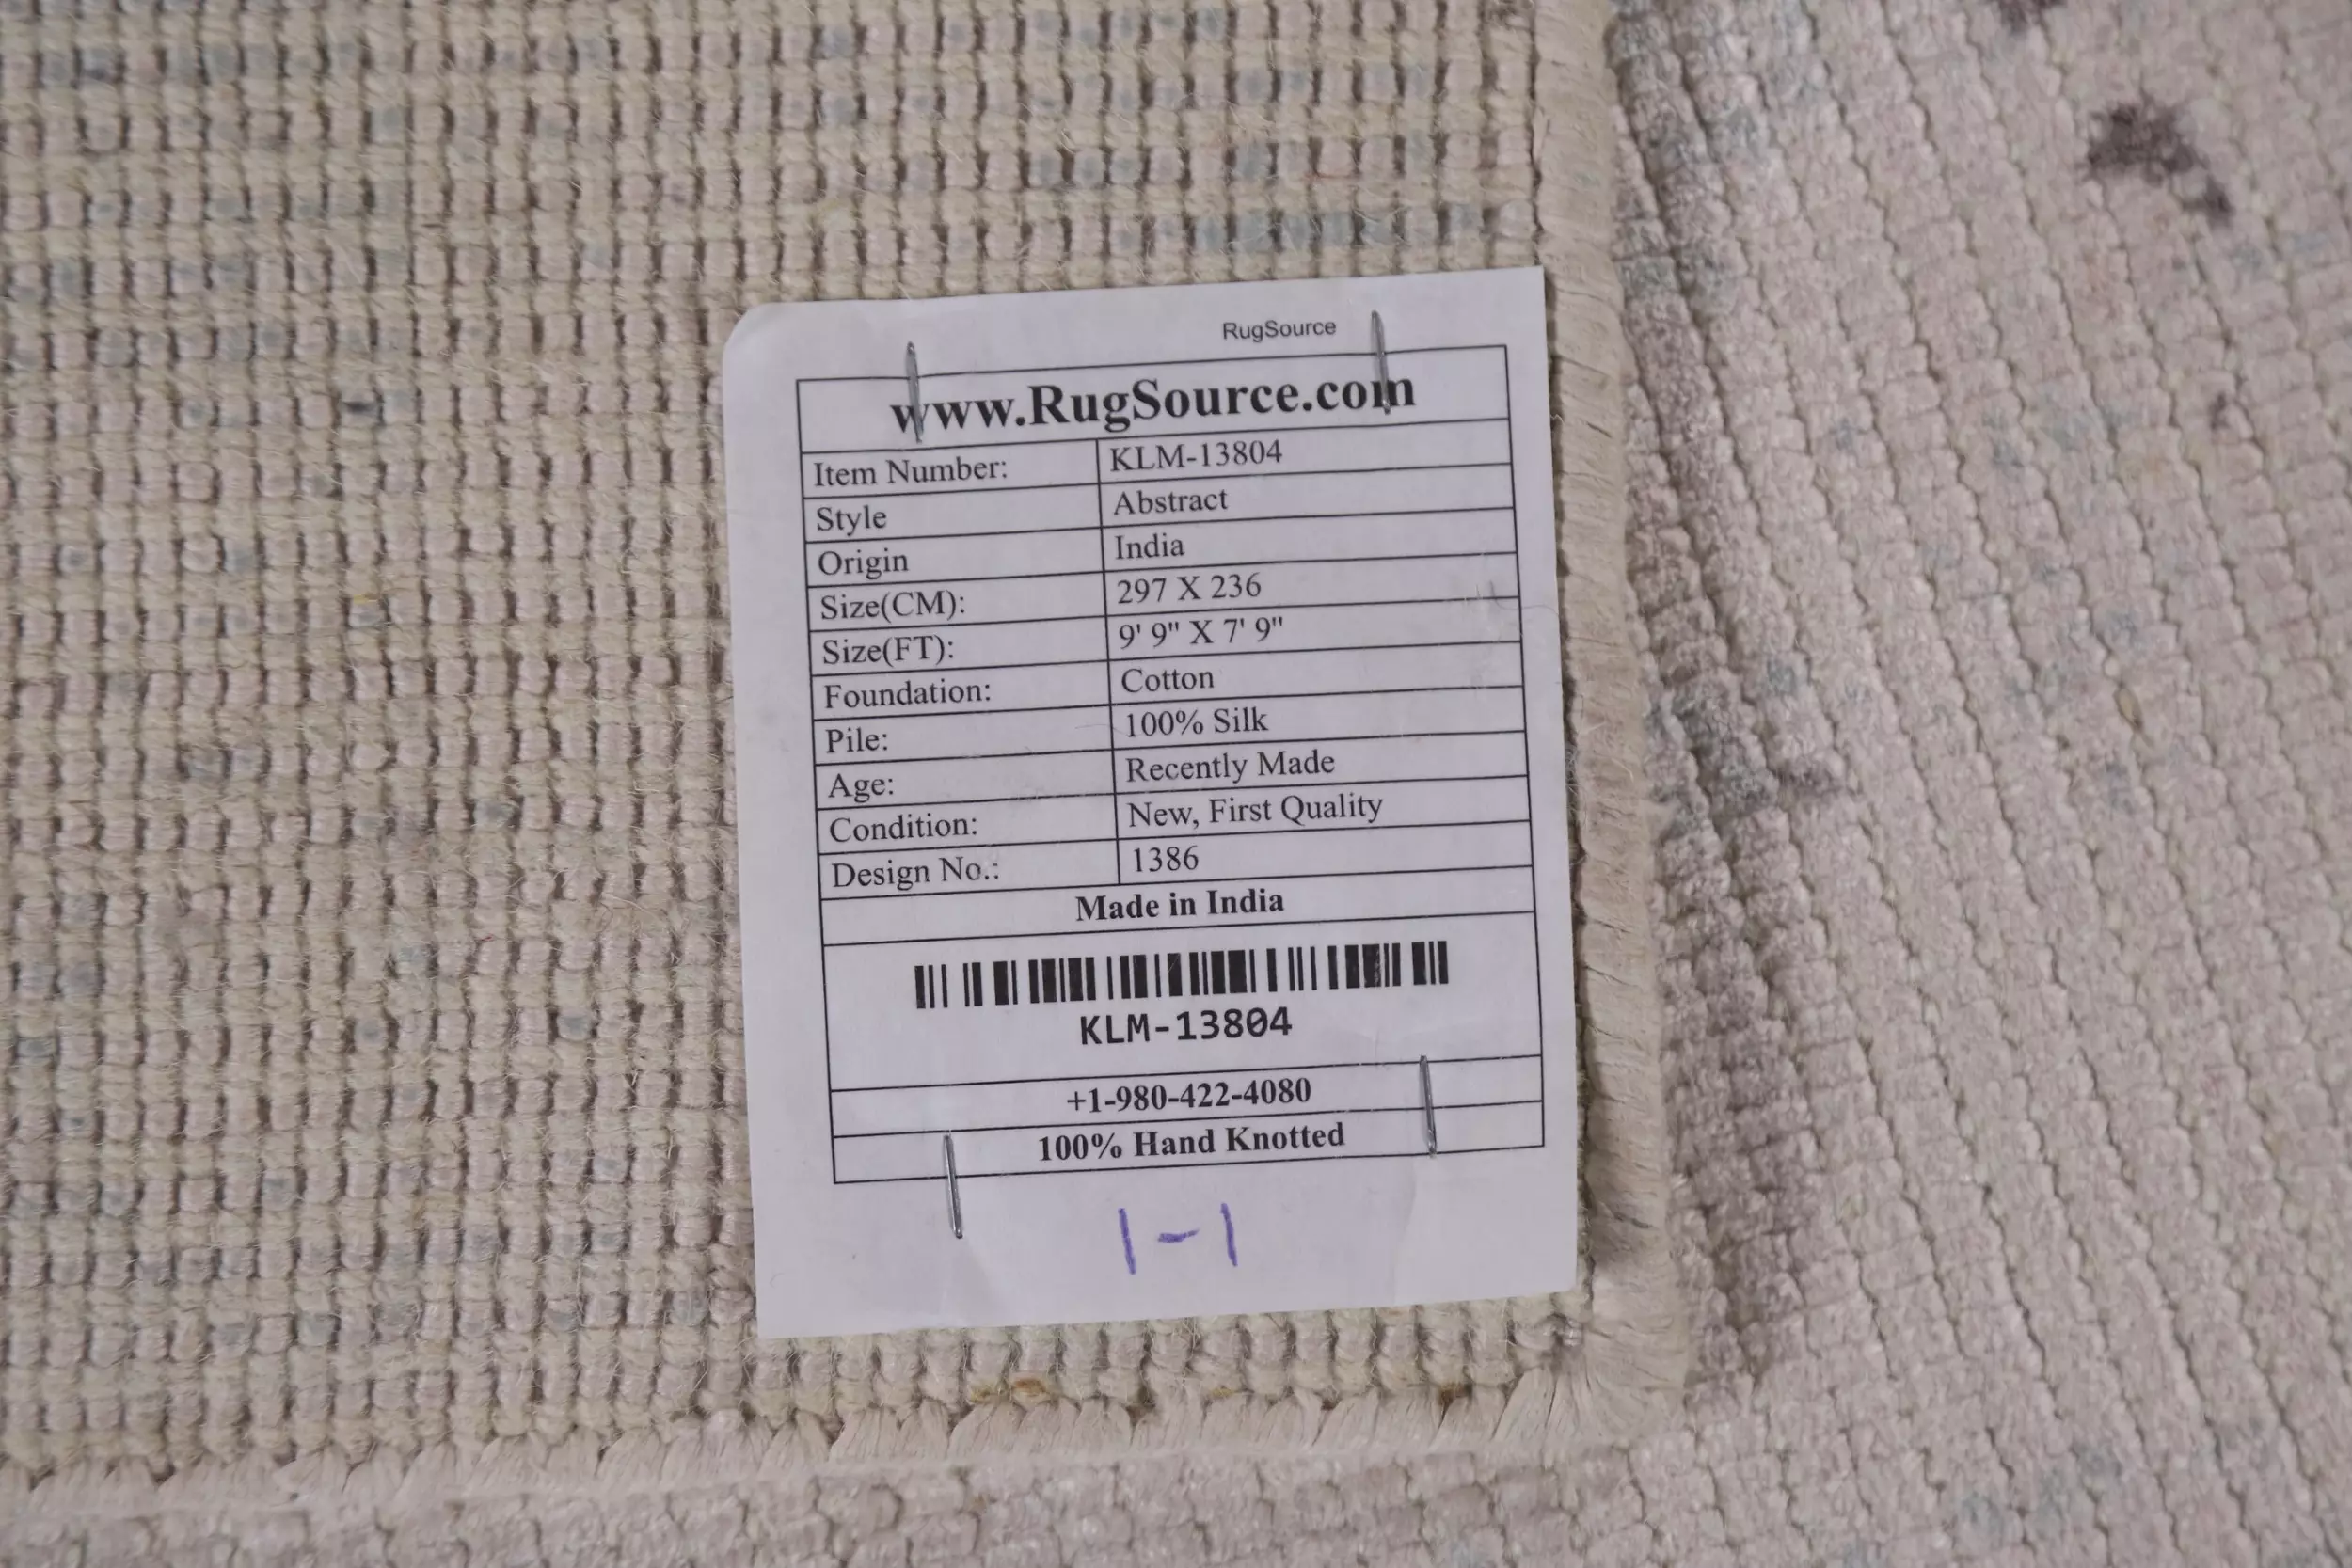 RugSource
www.RugSource.com
Item Number: KLM-13804
Style Abstract
Origin India
Size(CM): 297 X 236
Size(FT): 9' 9" X 7' 9"
Foundation: Cotton
Pile: 100% Silk
Age: Recently Made
Condition: New, First Quality
Design No.: 1386
Made in India
KLM-13804
+1-980-422-4080
100% Hand Knotted
1-1